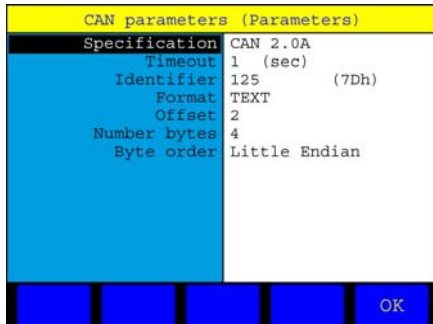 CAN parameters (Parameters)
Specification CAN 2.0A
Timeout 1 (sec)
Identifier 125 (7Dh)
Format TEXT
Offset 2
Number bytes 4
Byte order Little Endian
OK